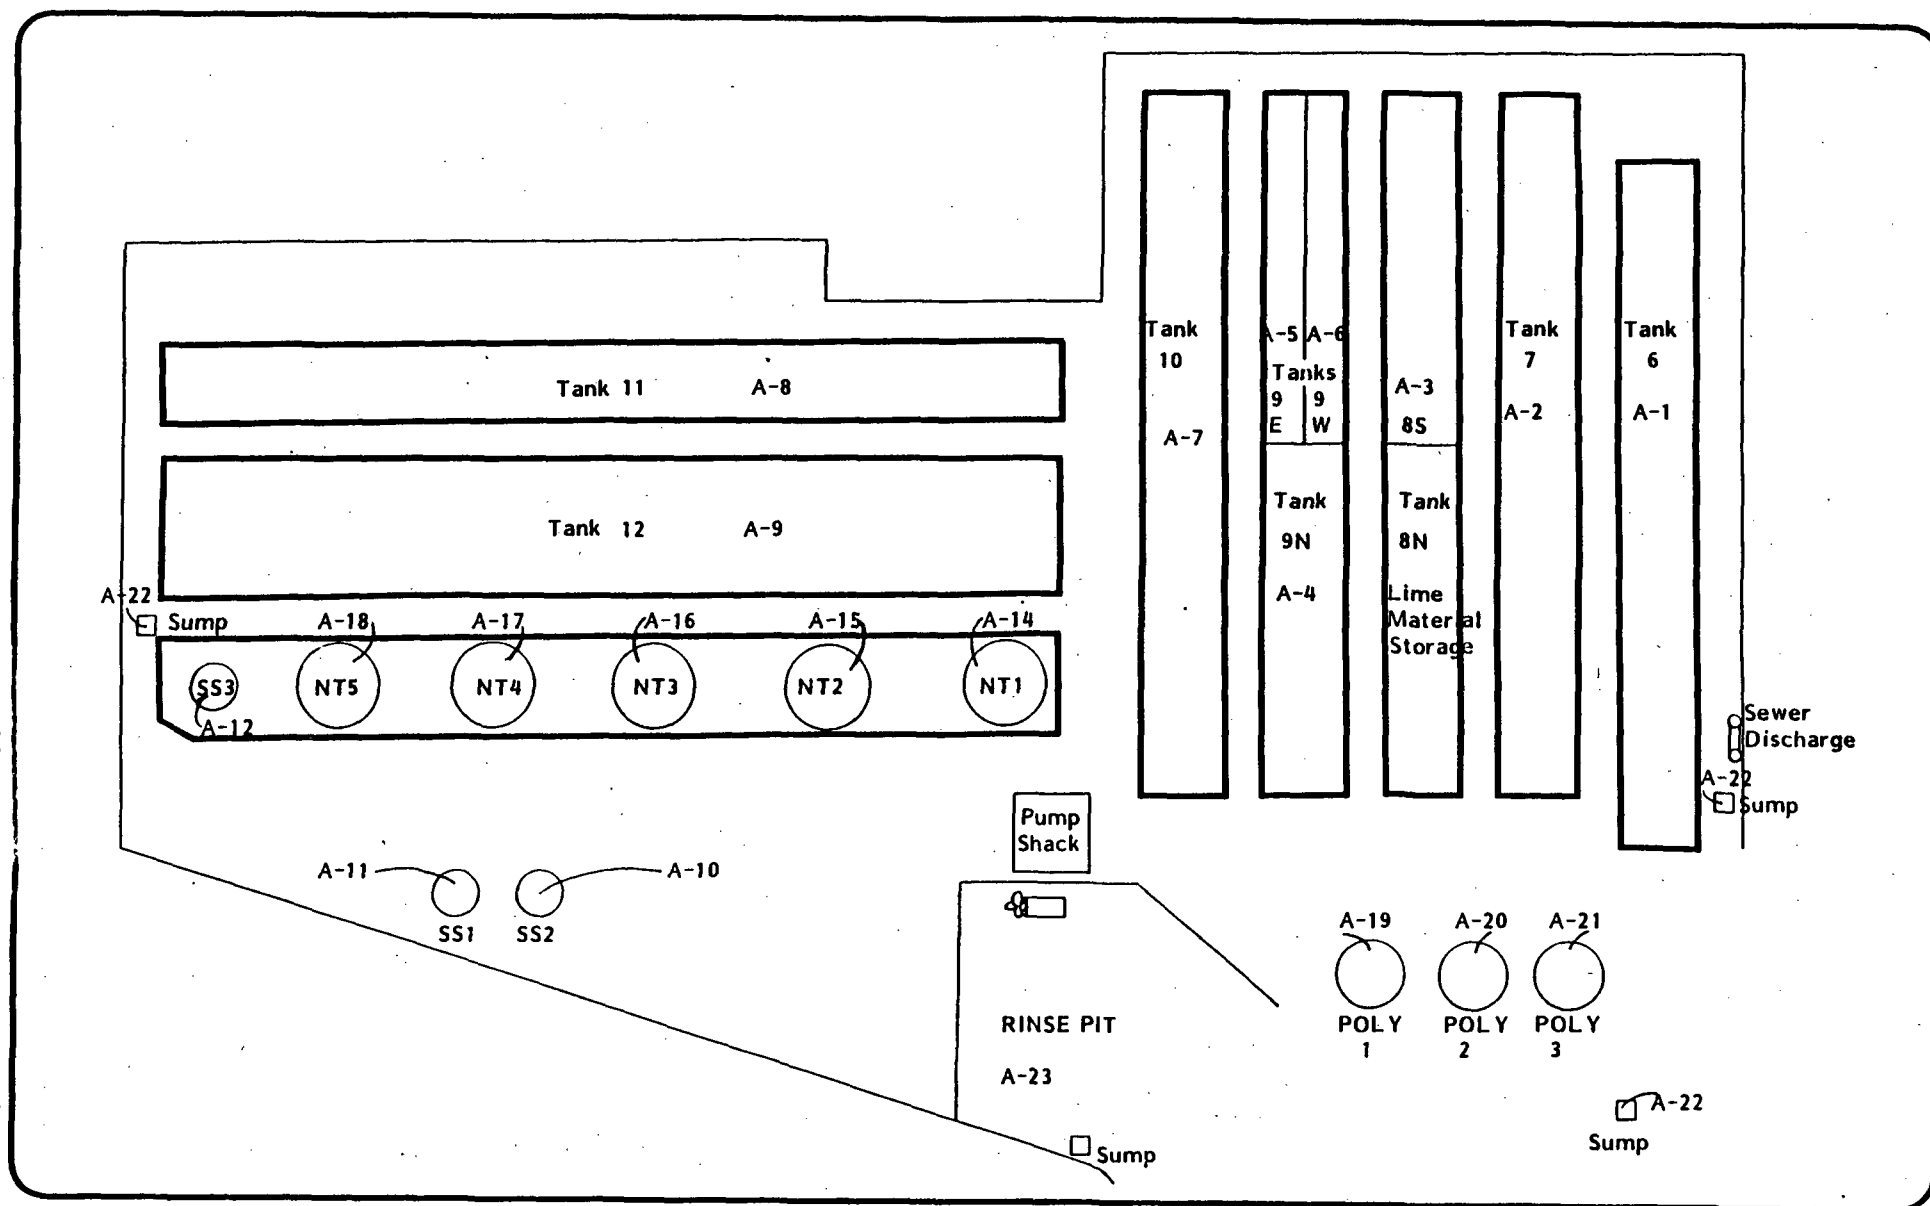 Tank 11 A-8
Tank 12 A-9
A-22
Sump
A-18
A-17
A-16
A-15
A-14
SS3
NT5
NT4
NT3
NT2
NT1
A-12
A-11
A-10
SS1
SS2
Tank
10
A-7
A-5
A-6
Tanks
9
E
9
W
Tank
9N
A-4
A-3
8S
Tank
8N
Lime
Material
Storage
Tank
7
A-2
Tank
6
A-1
Sewer
Discharge
A-22
Sump
Pump
Shack
RINSE PIT
A-23
Sump
A-19
A-20
A-21
POLY
1
POLY
2
POLY
3
A-22
Sump